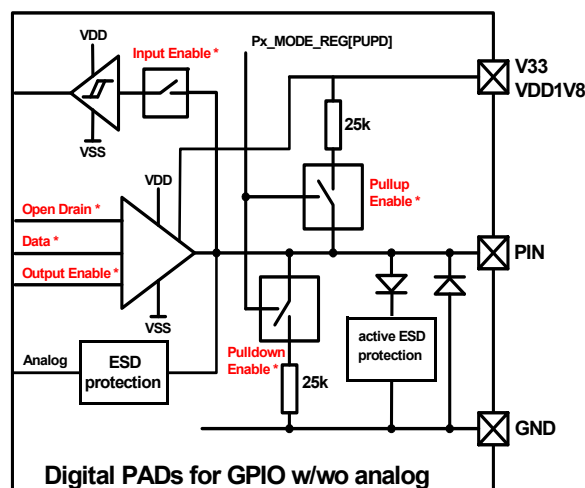 Px_MODE_REG[PUPD]
VDD
Input Enable *
V33
VDD1V8
25k
VSS
VDD
Pullup
Enable *
Open Drain *
Data *
Output Enable *
PIN
VSS
active ESD
protection
Analog
ESD
protection
Pulldown
Enable *
25k
GND
Digital PADs for GPIO w/wo analog